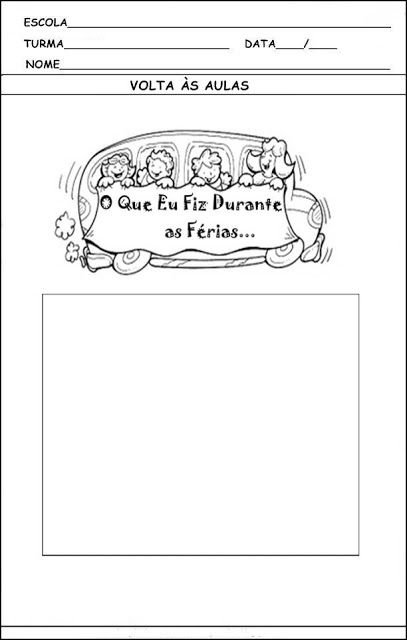 ESCOLA
TURMA DATA / 
NOME
VOLTA ÀS AULAS
O Que Eu Fiz Durante
as Férias...